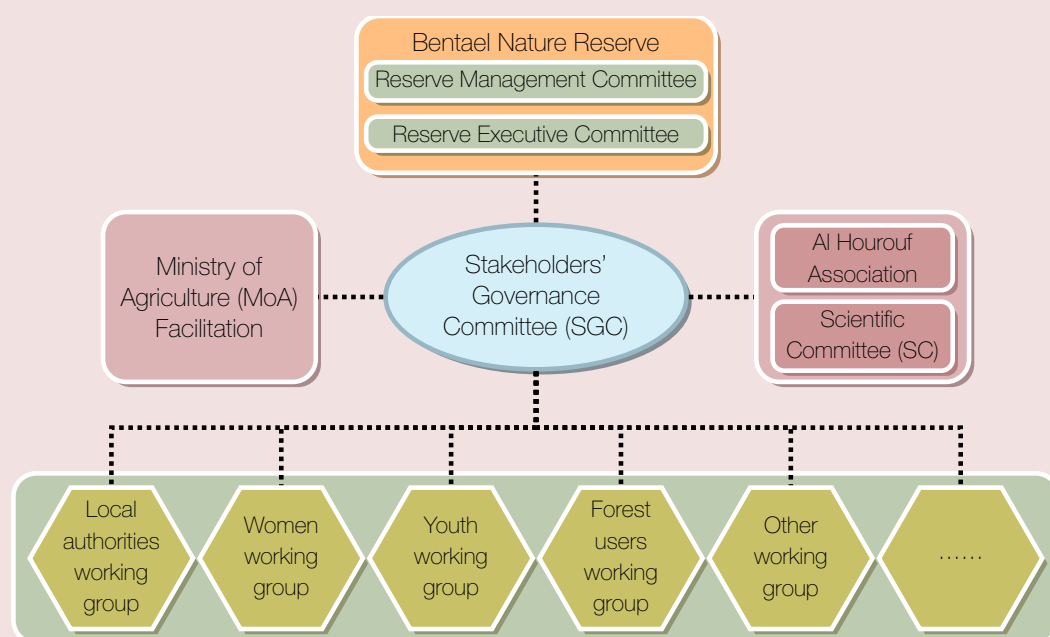 Bentael Nature Reserve
Reserve Management Committee
Reserve Executive Committee
Ministry of
Agriculture (MoA)
Facilitation
Stakeholders’
Governance
Committee (SGC)
Al Hourouf
Association
Scientific
Committee (SC)
Local
authorities
working
group
Women
working
group
Youth
working
group
Forest
users
working
group
Other
working
group
......